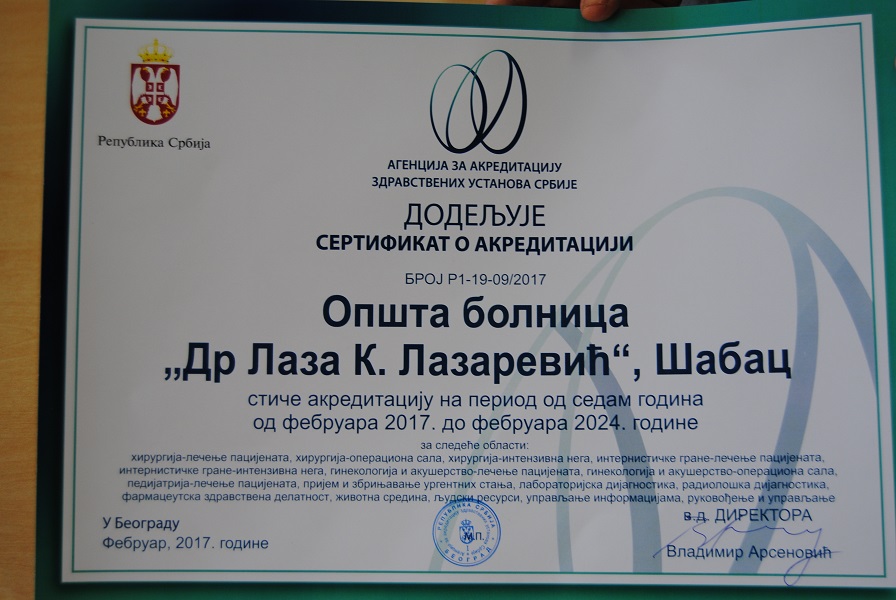 Република Србија
АГЕНЦИЈА ЗА АКРЕДИТАЦИЈУ
ЗДРАВСТВЕНИХ УСТАНОВА СРБИЈЕ
ДОДЕЉУЈЕ
СЕРТИФИКАТ О АКРЕДИТАЦИЈИ
БРОЈ Р1-19-09/2017
Општа болница
„Др Лаза К. Лазаревић“, Шабац
стиче акредитацију на период од седам година
од фебруара 2017. до фебруара 2024. године
за следеће области:
хирургија-лечење пацијената, хирургија-операциона сала, хирургија-интензивна нега, интернистичке гране-лечење пацијената,
интернистичке гране-интензивна нега, гинекологија и акушерство-лечење пацијената, гинекологија и акушерство-операциона сала,
педијатрија-лечење пацијената, пријем и збрињавање ургентних стања, лабораторијска дијагностика, радиолошка дијагностика,
фармацеутска здравствена делатност, животна средина, људски ресурси, управљање информацијама, руковођење и управљање
У Београду
Фебруар, 2017. године
М.П.
РЕПУБЛИКА СРБИЈА
БЕОГРАД
в.д. ДИРЕКТОРА
Владимир Арсеновић